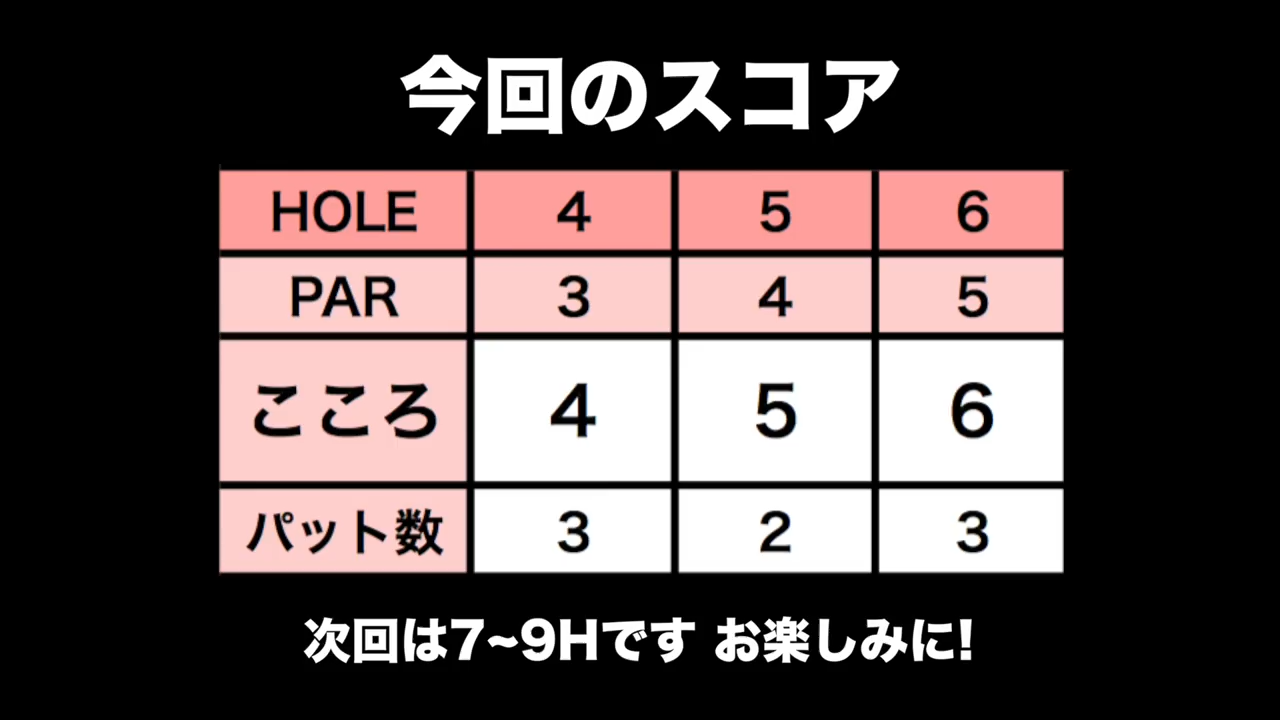 今回のスコア
HOLE 4 5 6
PAR 3 4 5
こころ 4 5 6
パット数 3 2 3
次回は7~9Hです お楽しみに!